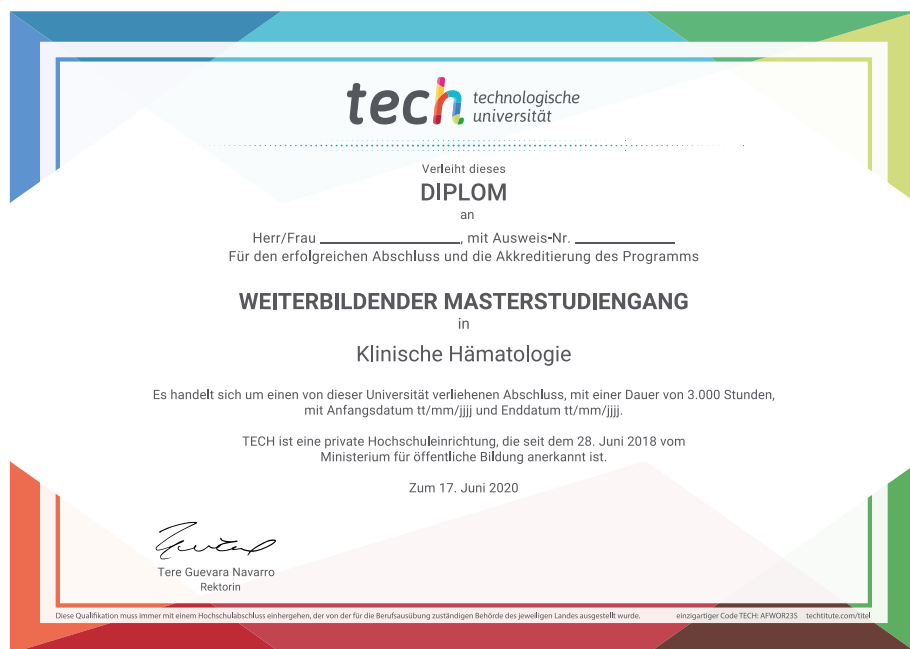 tech technologische
universität
Verleiht dieses
DIPLOM
an
Herr/Frau ____________________, mit Ausweis-Nr. ______________
Für den erfolgreichen Abschluss und die Akkreditierung des Programms
WEITERBILDENDER MASTERSTUDIENGANG
in
Klinische Hämatologie
Es handelt sich um einen von dieser Universität verliehenen Abschluss, mit einer Dauer von 3.000 Stunden,
mit Anfangsdatum tt/mm/jjjj und Enddatum tt/mm/jjjj.
TECH ist eine private Hochschuleinrichtung, die seit dem 28. Juni 2018 vom
Ministerium für öffentliche Bildung anerkannt ist.
Zum 17. Juni 2020
Tere Guevara Navarro
Rektorin
Diese Qualifikation muss immer mit einem Hochschulabschluss einhergehen, der von der für die Berufsausübung zuständigen Behörde des jeweiligen Landes ausgestellt wurde. einzigartiger Code TECH: AFWOR23S techtitute.com/titel